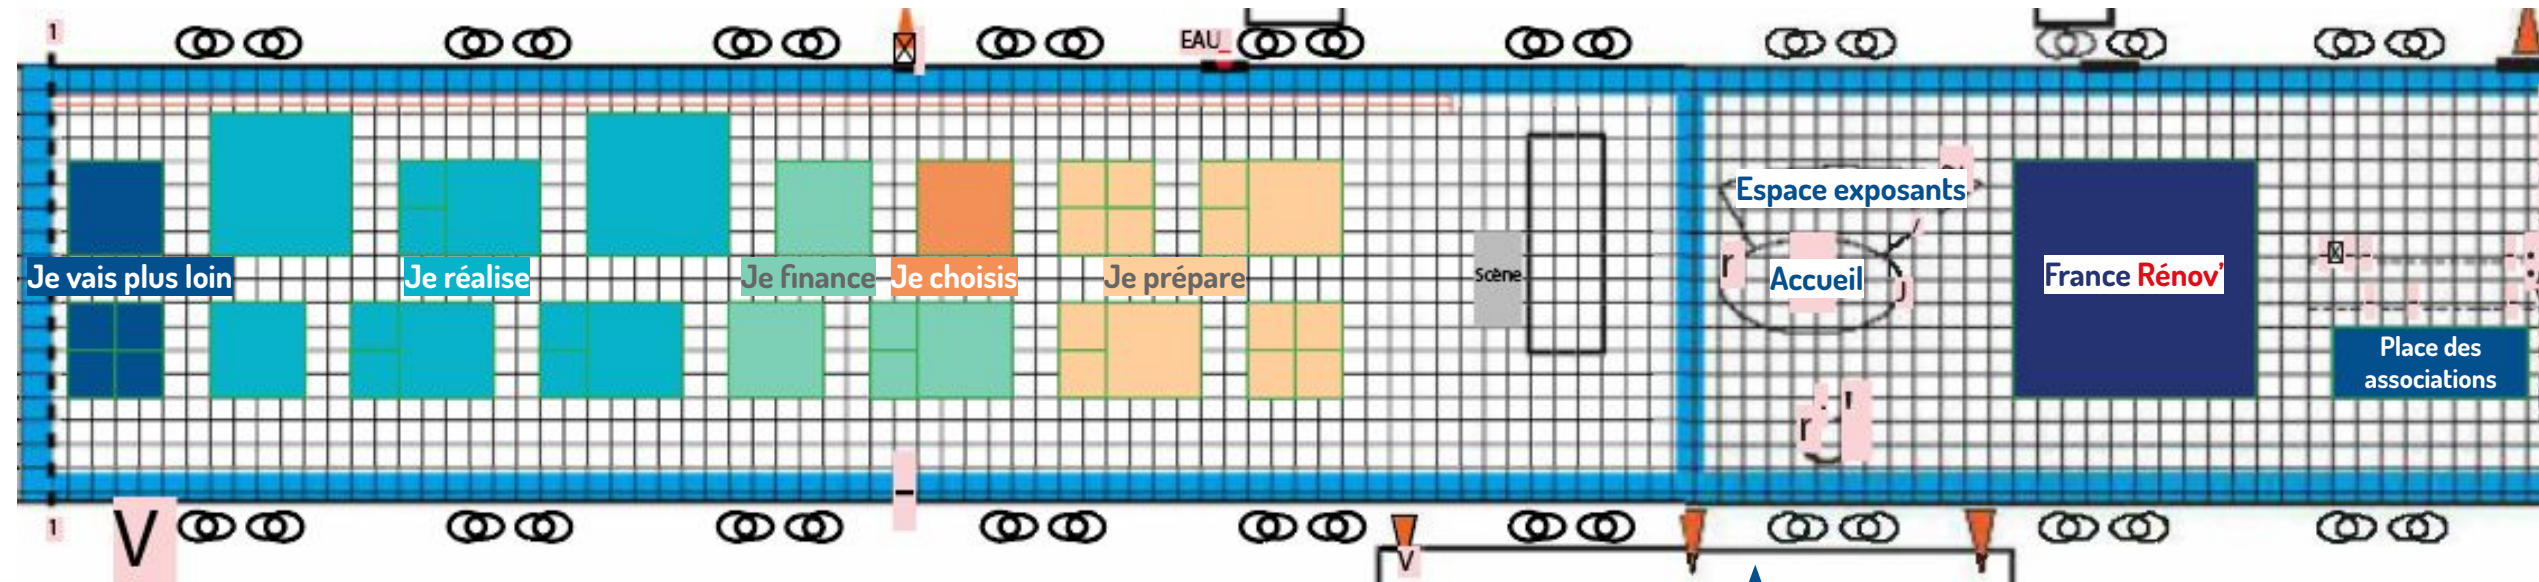 1
EAU_
Espace exposants
Je vais plus loin
Je réalise
Je finance
Je choisis
Je prépare
Scène
r
Accueil
J
France Rénov’
Place des
associations
r
r
1
V
V